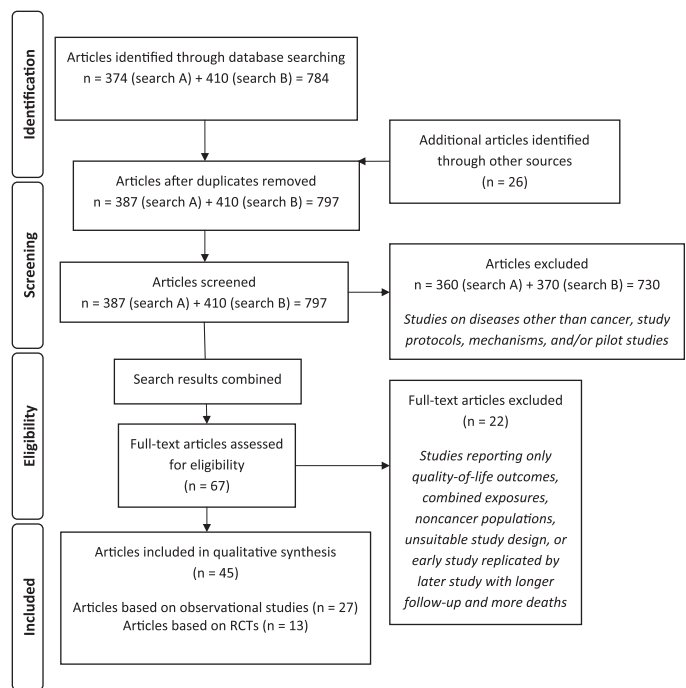 Identification
Articles identified through database searching
n = 374 (search A) + 410 (search B) = 784
Additional articles identified
through other sources
(n = 26)
Articles after duplicates removed
n = 387 (search A) + 410 (search B) = 797
Screening
Articles screened
n = 387 (search A) + 410 (search B) = 797
Articles excluded
n = 360 (search A) + 370 (search B) = 730
Studies on diseases other than cancer, study
protocols, mechanisms, and/or pilot studies
Search results combined
Eligibility
Full-text articles assessed
for eligibility
(n = 67)
Full-text articles excluded
(n = 22)
Studies reporting only
quality-of-life outcomes,
combined exposures,
noncancer populations,
unsuitable study design, or
early study replicated by
later study with longer
follow-up and more deaths
Included
Articles included in qualitative synthesis
(n = 45)
Articles based on observational studies (n = 27)
Articles based on RCTs (n = 13)